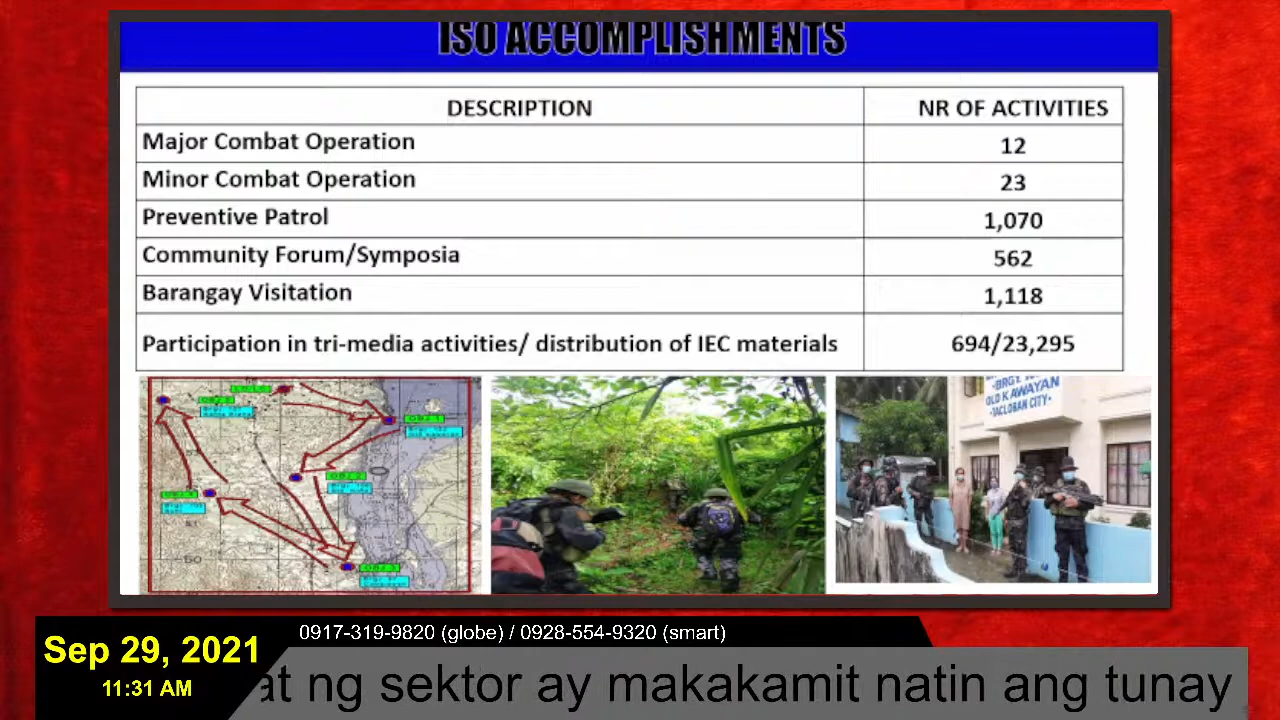 ISO ACCOMPLISHMENTS
DESCRIPTION NR OF ACTIVITIES
Major Combat Operation 12
Minor Combat Operation 23
Preventive Patrol 1,070
Community Forum/Symposia 562
Barangay Visitation 1,118
Participation in tri-media activities/ distribution of IEC materials 694/23,295
OLD KAWAYAN
TACLOBAN CITY
0917-319-9820 (globe) / 0928-554-9320 (smart)
Sep 29, 2021
11:31 AM
at ng sektor ay makakamit natin ang tunay